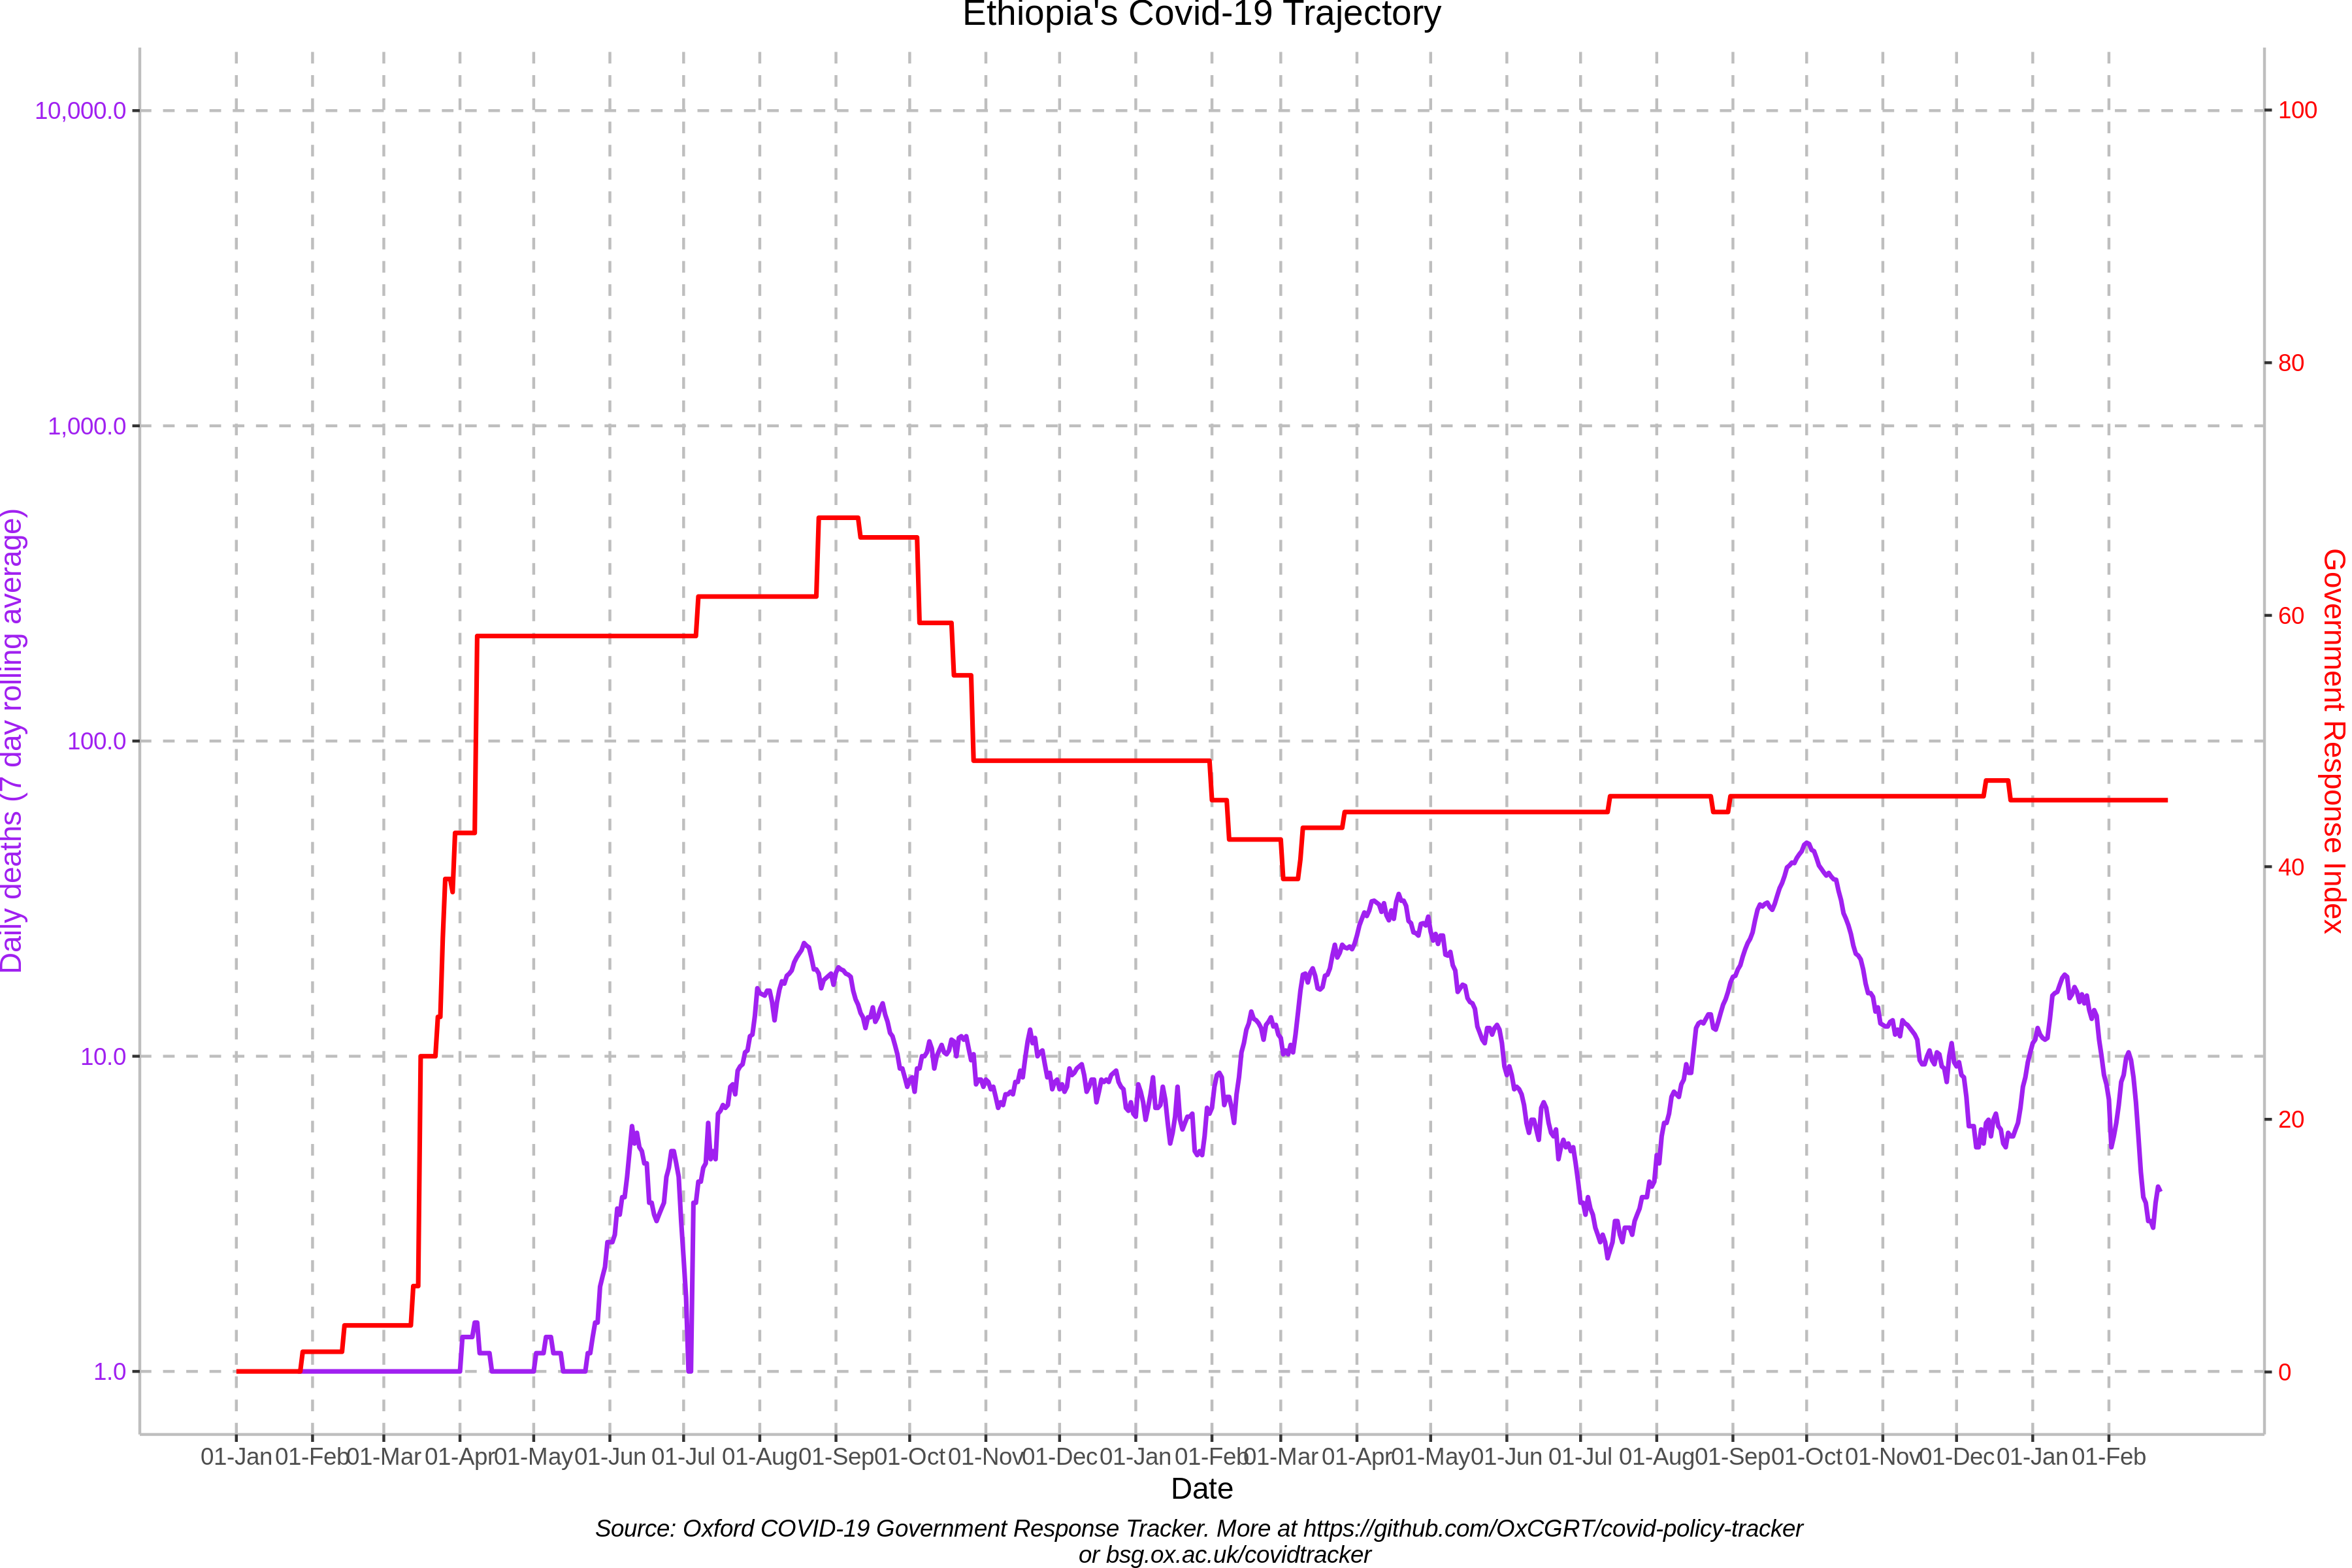 Ethiopia's Covid-19 Trajectory
10,000.0
1,000.0
100.0
10.0
1.0
Daily deaths (7 day rolling average)
100
80
60
40
20
0
Government Response Index
01-Jan 01-Feb 01-Mar 01-Apr 01-May 01-Jun 01-Jul 01-Aug 01-Sep 01-Oct 01-Nov 01-Dec 01-Jan 01-Feb 01-Mar 01-Apr 01-May 01-Jun 01-Jul 01-Aug 01-Sep 01-Oct 01-Nov 01-Dec 01-Jan 01-Feb
Date
Source: Oxford COVID-19 Government Response Tracker. More at https://github.com/OxCGRT/covid-policy-tracker
or bsg.ox.ac.uk/covidtracker